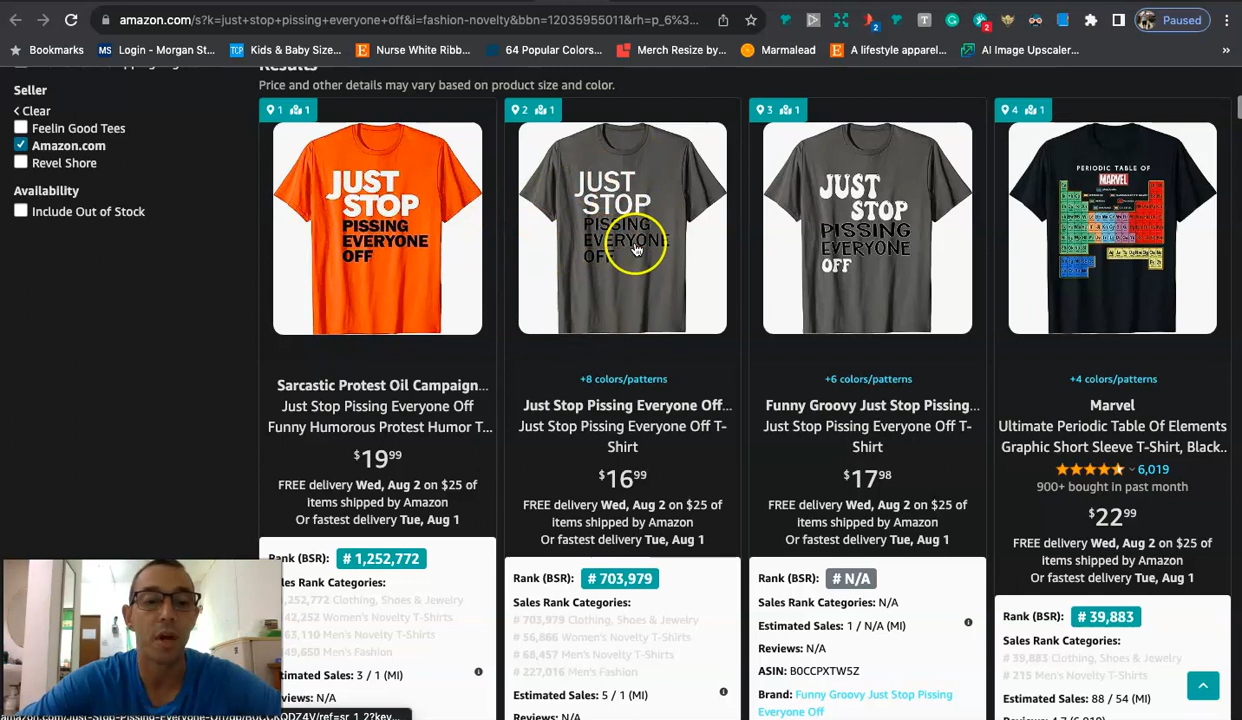 amazon.com/s?k=just+stop+pissing+everyone+off&i=fashion-novelty&bbn=12035955011&rh=p_6%3...
Paused
Bookmarks
Login - Morgan St...
Kids & Baby Size...
Nurse White Ribb...
64 Popular Colors...
Merch Resize by...
Marmalead
A lifestyle apparel...
AI Image Upscaler...
»
Results
Price and other details may vary based on product size and color.
Seller
< Clear
Feelin Good Tees
Amazon.com
Revel Shore
Availability
Include Out of Stock
1 1
JUST
STOP
PISSING
EVERYONE
OFF
Sarcastic Protest Oil Campaign...
Just Stop Pissing Everyone Off
Funny Humorous Protest Humor T...
$19.99
FREE delivery Wed, Aug 2 on $25 of
items shipped by Amazon
Or fastest delivery Tue, Aug 1
Rank (BSR): # 1,252,772
Sales Rank Categories:
1,252,772 Clothing, Shoes & Jewelry
42,252 Women's Novelty T-Shirts
63,110 Men's Novelty T-Shirts
Men's Fashion
Estimated Sales: 3 / 1 (MI)
Reviews: N/A
2 1
JUST
STOP
PISSING
EVERYONE
OFF
+8 colors/patterns
Just Stop Pissing Everyone Off...
Just Stop Pissing Everyone Off T-
Shirt
$16.99
FREE delivery Wed, Aug 2 on $25 of
items shipped by Amazon
Or fastest delivery Tue, Aug 1
Rank (BSR): # 703,979
Sales Rank Categories:
# 703,979 Clothing, Shoes & Jewelry
# 56,866 Women's Novelty T-Shirts
# 68,457 Men's Novelty T-Shirts
# 227,016 Men's Fashion
Estimated Sales: 5 / 1 (MI)
Reviews: N/A
3 1
JUST
STOP
PISSING
EVERYONE
OFF
+6 colors/patterns
Funny Groovy Just Stop Pissing...
Just Stop Pissing Everyone Off T-
Shirt
$17.98
FREE delivery Wed, Aug 2 on $25 of
items shipped by Amazon
Or fastest delivery Tue, Aug 1
Rank (BSR): # N/A
Sales Rank Categories: N/A
Estimated Sales: 1 / N/A (MI)
Reviews: N/A
ASIN: B0CCPXTW5Z
Brand: Funny Groovy Just Stop Pissing
Everyone Off
4 1
PERIODIC TABLE OF
MARVEL
+4 colors/patterns
Marvel
Ultimate Periodic Table Of Elements
Graphic Short Sleeve T-Shirt, Black..
6,019
900+ bought in past month
$22.99
FREE delivery Wed, Aug 2 on $25 of
items shipped by Amazon
Or fastest delivery Tue, Aug 1
Rank (BSR): # 39,883
Sales Rank Categories:
# 39,883 Clothing, Shoes & Jewelry
# 215 Men's Novelty T-Shirts
Estimated Sales: 88 / 54 (MI)